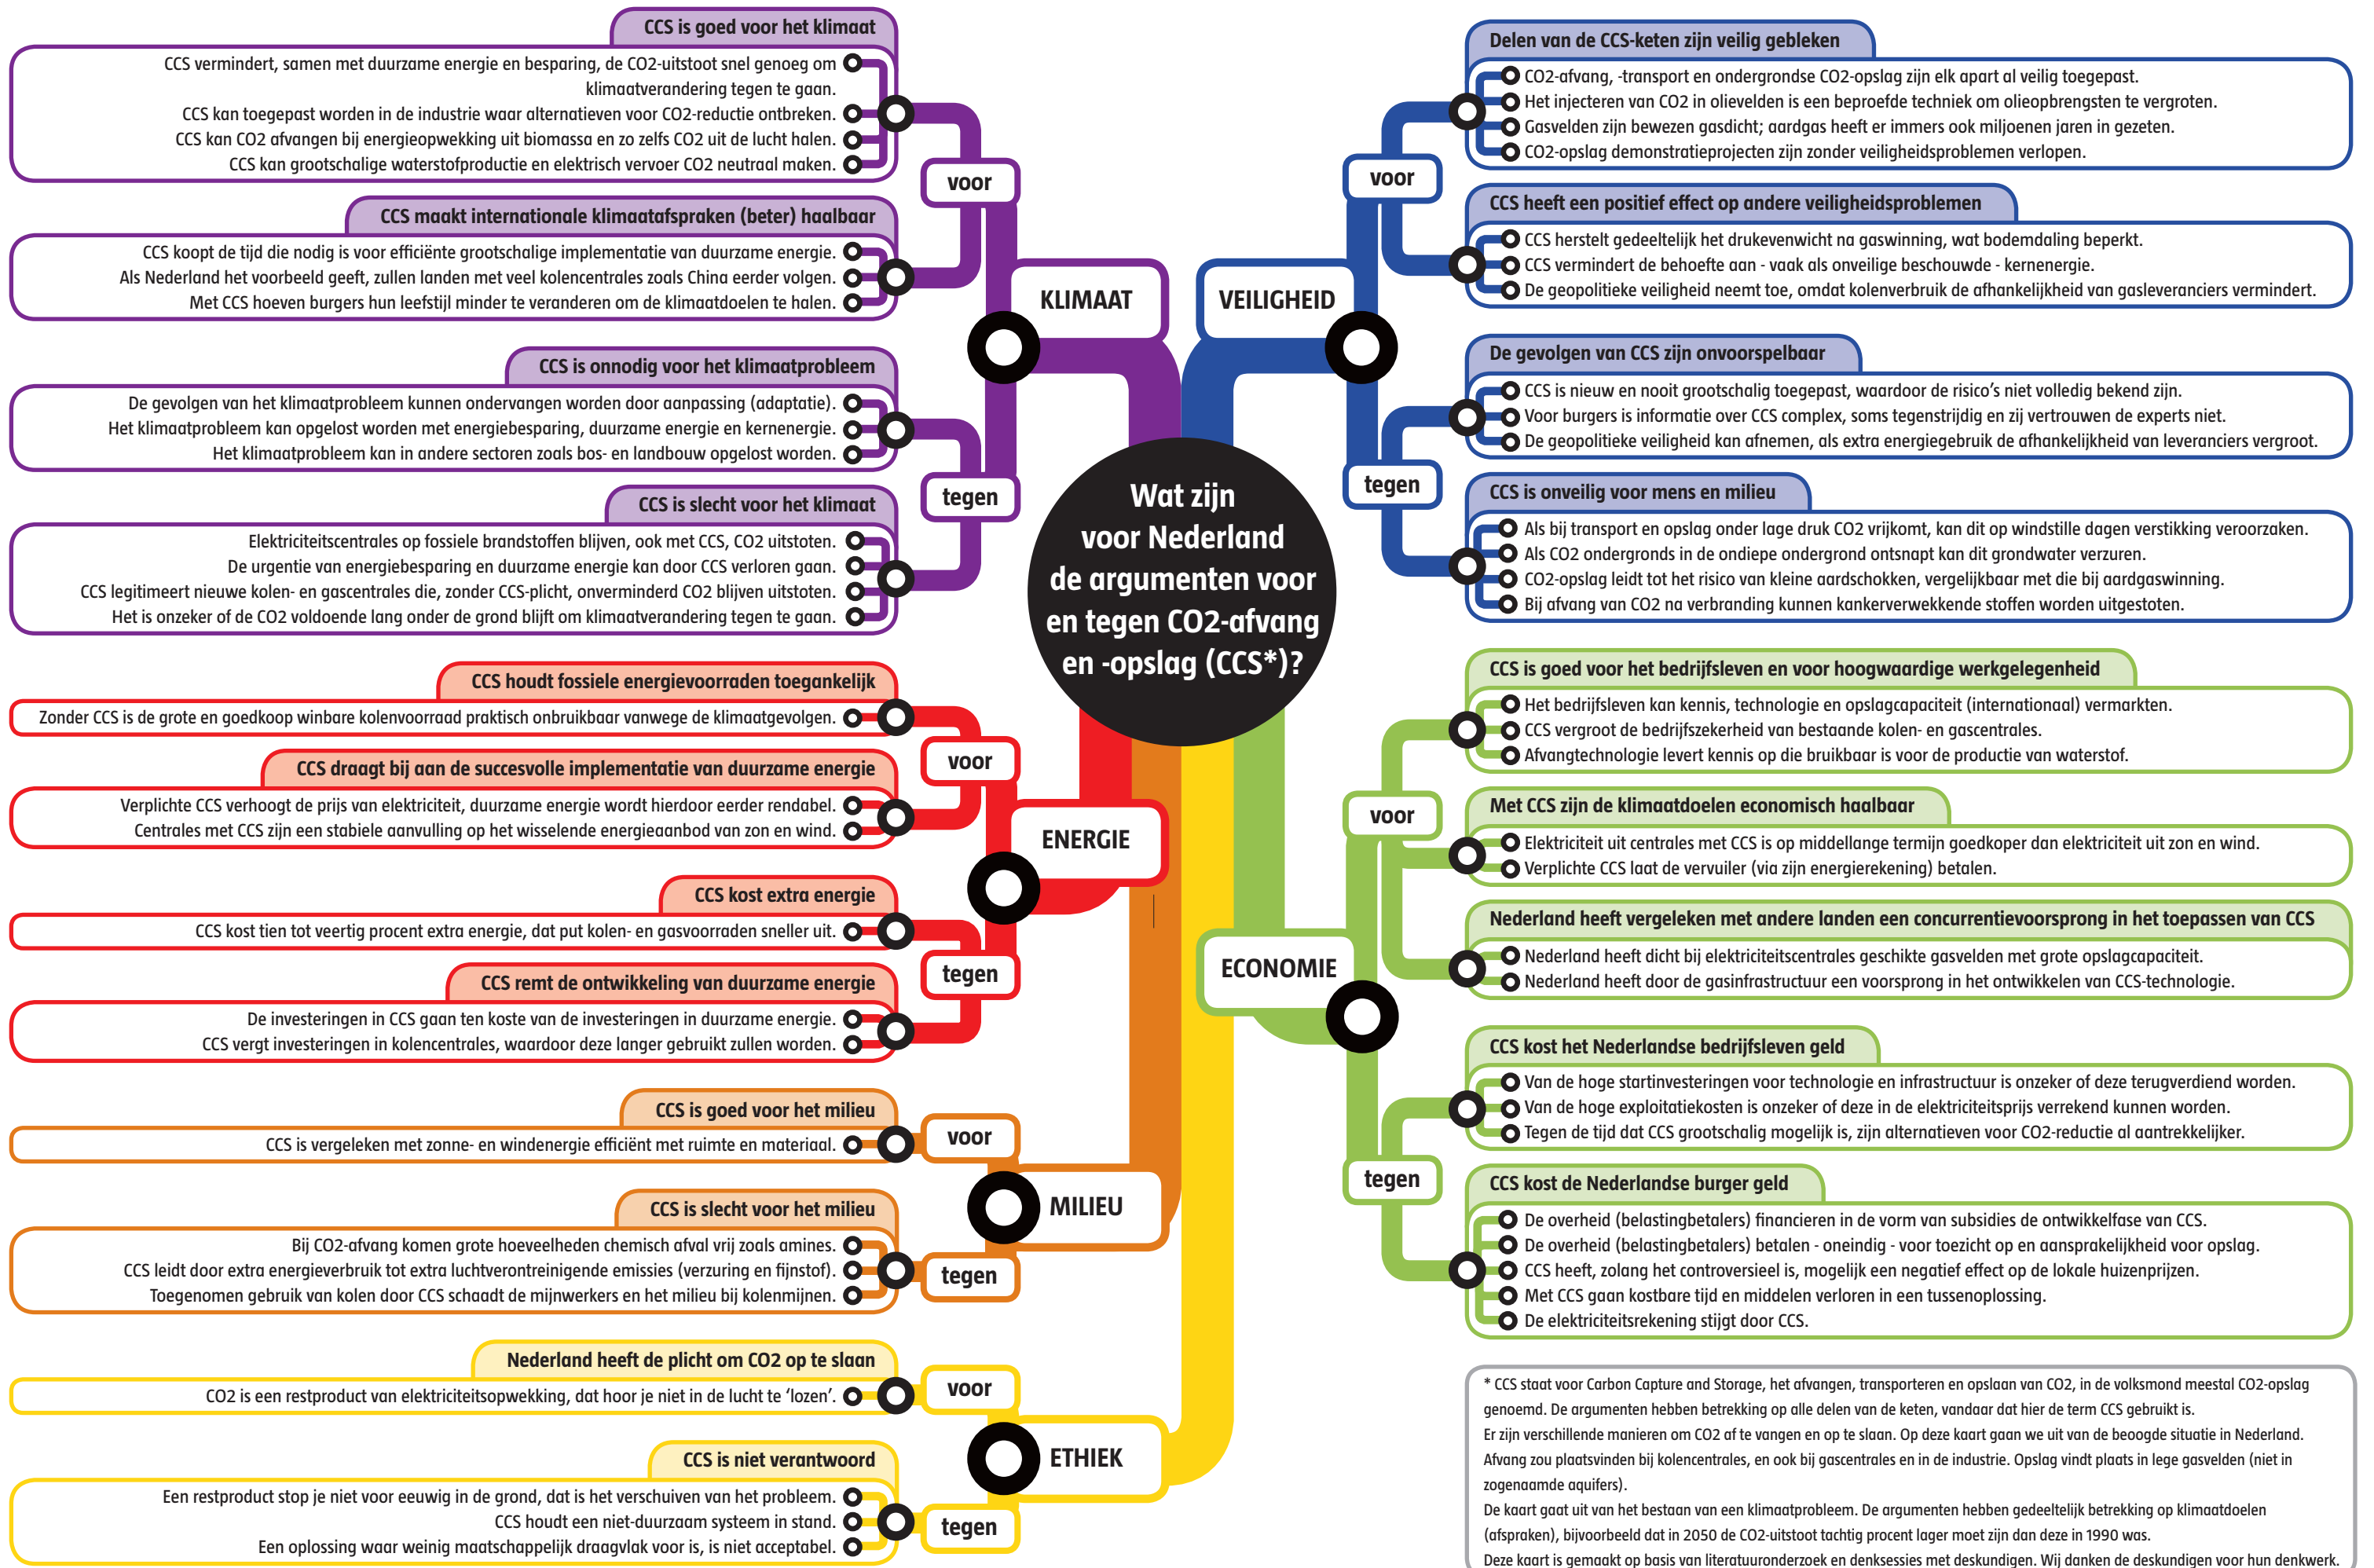 CCS is goed voor het klimaat
CCS vermindert, samen met duurzame energie en besparing, de CO2-uitstoot snel genoeg om
klimaatverandering tegen te gaan.
CCS kan toegepast worden in de industrie waar alternatieven voor CO2-reductie ontbreken.
CCS kan CO2 afvangen bij energieopwekking uit biomassa en zo zelfs CO2 uit de lucht halen.
CCS kan grootschalige waterstofproductie en elektrisch vervoer CO2 neutraal maken.
voor
CCS maakt internationale klimaatafspraken (beter) haalbaar
CCS koopt de tijd die nodig is voor efficiënte grootschalige implementatie van duurzame energie.
Als Nederland het voorbeeld geeft, zullen landen met veel kolencentrales zoals China eerder volgen.
Met CCS hoeven burgers hun leefstijl minder te veranderen om de klimaatdoelen te halen.
KLIMAAT
CCS is onnodig voor het klimaatprobleem
De gevolgen van het klimaatprobleem kunnen ondervangen worden door aanpassing (adaptatie).
Het klimaatprobleem kan opgelost worden met energiebesparing, duurzame energie en kernenergie.
Het klimaatprobleem kan in andere sectoren zoals bos- en landbouw opgelost worden.
tegen
CCS is slecht voor het klimaat
Elektriciteitscentrales op fossiele brandstoffen blijven, ook met CCS, CO2 uitstoten.
De urgentie van energiebesparing en duurzame energie kan door CCS verloren gaan.
CCS legitimeert nieuwe kolen- en gascentrales die, zonder CCS-plicht, onverminderd CO2 blijven uitstoten.
Het is onzeker of de CO2 voldoende lang onder de grond blijft om klimaatverandering tegen te gaan.
Wat zijn
voor Nederland
de argumenten voor
en tegen CO2-afvang
en -opslag (CCS*)?
CCS houdt fossiele energievoorraden toegankelijk
Zonder CCS is de grote en goedkoop winbare kolenvoorraad praktisch onbruikbaar vanwege de klimaatgevolgen.
voor
CCS draagt bij aan de succesvolle implementatie van duurzame energie
Verplichte CCS verhoogt de prijs van elektriciteit, duurzame energie wordt hierdoor eerder rendabel.
Centrales met CCS zijn een stabiele aanvulling op het wisselende energieaanbod van zon en wind.
ENERGIE
CCS kost extra energie
CCS kost tien tot veertig procent extra energie, dat put kolen- en gasvoorraden sneller uit.
tegen
CCS remt de ontwikkeling van duurzame energie
De investeringen in CCS gaan ten koste van de investeringen in duurzame energie.
CCS vergt investeringen in kolencentrales, waardoor deze langer gebruikt zullen worden.
CCS is goed voor het milieu
CCS is vergeleken met zonne- en windenergie efficiënt met ruimte en materiaal.
voor
MILIEU
CCS is slecht voor het milieu
Bij CO2-afvang komen grote hoeveelheden chemisch afval vrij zoals amines.
CCS leidt door extra energieverbruik tot extra luchtverontreinigende emissies (verzuring en fijnstof).
Toegenomen gebruik van kolen door CCS schaadt de mijnwerkers en het milieu bij kolenmijnen.
tegen
Nederland heeft de plicht om CO2 op te slaan
CO2 is een restproduct van elektriciteitsopwekking, dat hoor je niet in de lucht te ‘lozen’.
voor
ETHIEK
CCS is niet verantwoord
Een restproduct stop je niet voor eeuwig in de grond, dat is het verschuiven van het probleem.
CCS houdt een niet-duurzaam systeem in stand.
Een oplossing waar weinig maatschappelijk draagvlak voor is, is niet acceptabel.
tegen
Delen van de CCS-keten zijn veilig gebleken
CO2-afvang, -transport en ondergrondse CO2-opslag zijn elk apart al veilig toegepast.
Het injecteren van CO2 in olievelden is een beproefde techniek om olieopbrengsten te vergroten.
Gasvelden zijn bewezen gasdicht; aardgas heeft er immers ook miljoenen jaren in gezeten.
CO2-opslag demonstratieprojecten zijn zonder veiligheidsproblemen verlopen.
voor
CCS heeft een positief effect op andere veiligheidsproblemen
CCS herstelt gedeeltelijk het drukevenwicht na gaswinning, wat bodemdaling beperkt.
CCS vermindert de behoefte aan - vaak als onveilige beschouwde - kernenergie.
De geopolitieke veiligheid neemt toe, omdat kolenverbruik de afhankelijkheid van gasleveranciers vermindert.
VEILIGHEID
De gevolgen van CCS zijn onvoorspelbaar
CCS is nieuw en nooit grootschalig toegepast, waardoor de risico’s niet volledig bekend zijn.
Voor burgers is informatie over CCS complex, soms tegenstrijdig en zij vertrouwen de experts niet.
De geopolitieke veiligheid kan afnemen, als extra energiegebruik de afhankelijkheid van leveranciers vergroot.
tegen
CCS is onveilig voor mens en milieu
Als bij transport en opslag onder lage druk CO2 vrijkomt, kan dit op windstille dagen verstikking veroorzaken.
Als CO2 ondergronds in de ondiepe ondergrond ontsnapt kan dit grondwater verzuren.
CO2-opslag leidt tot het risico van kleine aardschokken, vergelijkbaar met die bij aardgaswinning.
Bij afvang van CO2 na verbranding kunnen kankerverwekkende stoffen worden uitgestoten.
CCS is goed voor het bedrijfsleven en voor hoogwaardige werkgelegenheid
Het bedrijfsleven kan kennis, technologie en opslagcapaciteit (internationaal) vermarkten.
CCS vergroot de bedrijfszekerheid van bestaande kolen- en gascentrales.
Afvangtechnologie levert kennis op die bruikbaar is voor de productie van waterstof.
voor
Met CCS zijn de klimaatdoelen economisch haalbaar
Elektriciteit uit centrales met CCS is op middellange termijn goedkoper dan elektriciteit uit zon en wind.
Verplichte CCS laat de vervuiler (via zijn energierekening) betalen.
Nederland heeft vergeleken met andere landen een concurrentievoorsprong in het toepassen van CCS
Nederland heeft dicht bij elektriciteitscentrales geschikte gasvelden met grote opslagcapaciteit.
Nederland heeft door de gasinfrastructuur een voorsprong in het ontwikkelen van CCS-technologie.
ECONOMIE
CCS kost het Nederlandse bedrijfsleven geld
Van de hoge startinvesteringen voor technologie en infrastructuur is onzeker of deze terugverdiend worden.
Van de hoge exploitatiekosten is onzeker of deze in de elektriciteitsprijs verrekend kunnen worden.
Tegen de tijd dat CCS grootschalig mogelijk is, zijn alternatieven voor CO2-reductie al aantrekkelijker.
tegen
CCS kost de Nederlandse burger geld
De overheid (belastingbetalers) financieren in de vorm van subsidies de ontwikkelfase van CCS.
De overheid (belastingbetalers) betalen - oneindig - voor toezicht op en aansprakelijkheid voor opslag.
CCS heeft, zolang het controversieel is, mogelijk een negatief effect op de lokale huizenprijzen.
Met CCS gaan kostbare tijd en middelen verloren in een tussenoplossing.
De elektriciteitsrekening stijgt door CCS.
* CCS staat voor Carbon Capture and Storage, het afvangen, transporteren en opslaan van CO2, in de volksmond meestal CO2-opslag
genoemd. De argumenten hebben betrekking op alle delen van de keten, vandaar dat hier de term CCS gebruikt is.
Er zijn verschillende manieren om CO2 af te vangen en op te slaan. Op deze kaart gaan we uit van de beoogde situatie in Nederland.
Afvang zou plaatsvinden bij kolencentrales, en ook bij gascentrales en in de industrie. Opslag vindt plaats in lege gasvelden (niet in
zogenaamde aquifers).
De kaart gaat uit van het bestaan van een klimaatprobleem. De argumenten hebben gedeeltelijk betrekking op klimaatdoelen
(afspraken), bijvoorbeeld dat in 2050 de CO2-uitstoot tachtig procent lager moet zijn dan deze in 1990 was.
Deze kaart is gemaakt op basis van literatuuronderzoek en denksessies met deskundigen. Wij danken de deskundigen voor hun denkwerk.